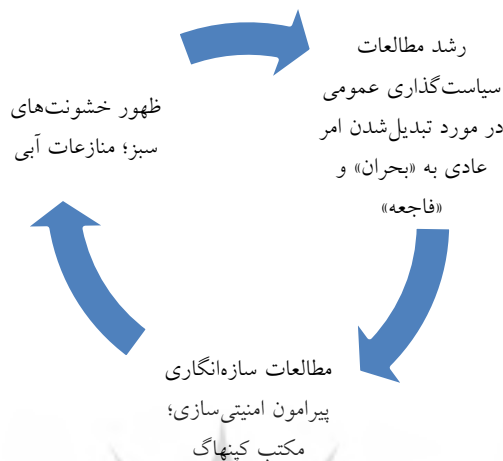 رشد مطالعات
سیاست‌گذاری عمومی
در مورد تبدیل‌شدن امر
عادی به «بحران» و
«فاجعه»
مطالعات سازه‌انگاری
پیرامون امنیتی‌سازی؛
مکتب کپنهاگ
ظهور خشونت‌های
سبز؛ منازعات آبی